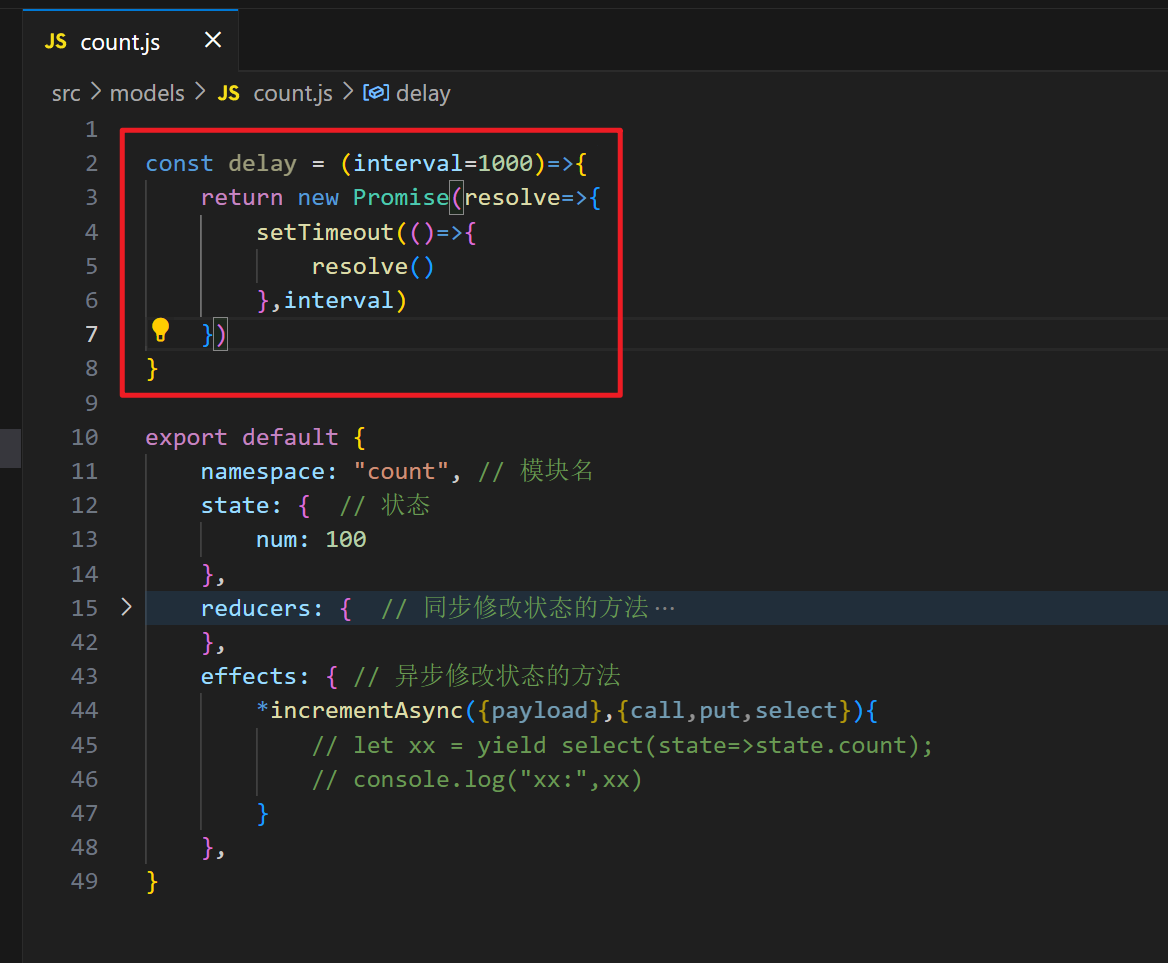 JS count.js ×
src > models > JS count.js > delay
1
2 const delay = (interval=1000)=>{
3 return new Promise(resolve=>{
4 setTimeout(()=>{
5 resolve()
6 },interval)
7 })
8 }
9
10 export default {
11 namespace: "count", // 模块名
12 state: { // 状态
13 num: 100
14 },
15 > reducers: { // 同步修改状态的方法…
42 },
43 effects: { // 异步修改状态的方法
44 *incrementAsync({payload},{call,put,select}){
45 // let xx = yield select(state=>state.count);
46 // console.log("xx:",xx)
47 }
48 },
49 }